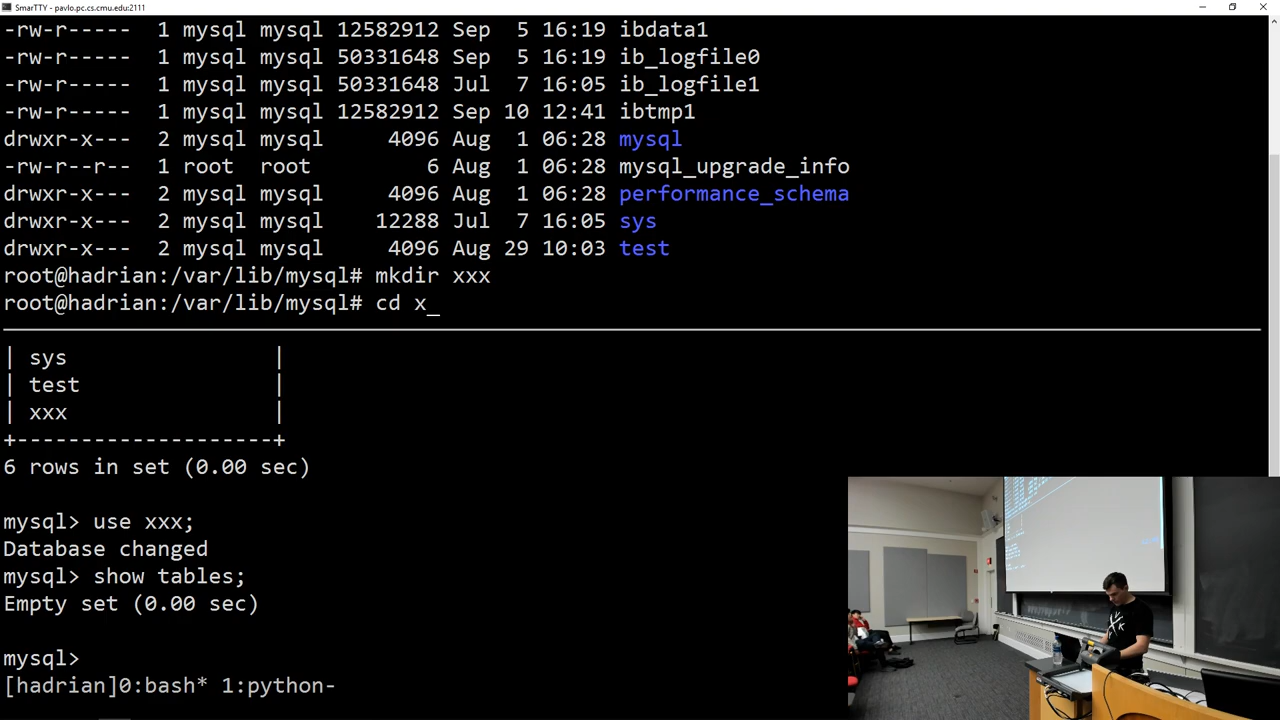 SmarTTY - pavlo.pc.cs.cmu.edu:2111
-rw-r----- 1 mysql mysql 12582912 Sep 5 16:19 ibdata1
-rw-r----- 1 mysql mysql 50331648 Sep 5 16:19 ib_logfile0
-rw-r----- 1 mysql mysql 50331648 Jul 7 16:05 ib_logfile1
-rw-r----- 1 mysql mysql 12582912 Sep 10 12:41 ibtmp1
drwxr-x--- 2 mysql mysql 4096 Aug 1 06:28 mysql
-rw-r--r-- 1 root root 6 Aug 1 06:28 mysql_upgrade_info
drwxr-x--- 2 mysql mysql 4096 Aug 1 06:28 performance_schema
drwxr-x--- 2 mysql mysql 12288 Jul 7 16:05 sys
drwxr-x--- 2 mysql mysql 4096 Aug 29 10:03 test
root@hadrian:/var/lib/mysql# mkdir xxx
root@hadrian:/var/lib/mysql# cd x_
| sys |
| test |
| xxx |
+--------------------+
6 rows in set (0.00 sec)
mysql> use xxx;
Database changed
mysql> show tables;
Empty set (0.00 sec)
mysql>
[hadrian]0:bash* 1:python-